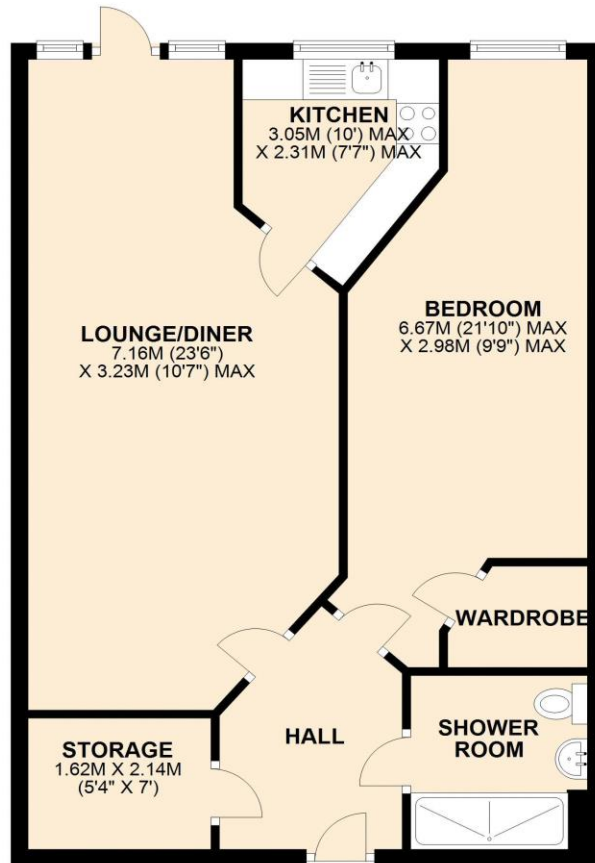 KITCHEN
3.05M (10') MAX
X 2.31M (7'7") MAX
LOUNGE/DINER
7.16M (23'6")
X 3.23M (10'7") MAX
BEDROOM
6.67M (21'10") MAX
X 2.98M (9'9") MAX
WARDROBE
HALL
SHOWER
ROOM
STORAGE
1.62M X 2.14M
(5'4" X 7')